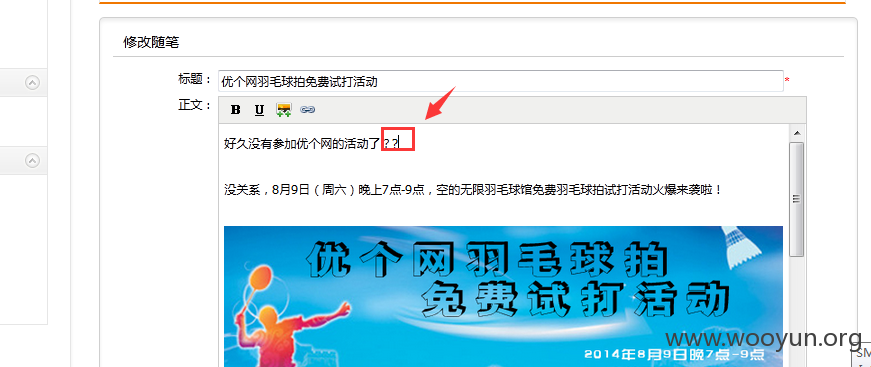 修改随笔
标题： 优个网羽毛球拍免费试打活动 *
正文： B U
好久没有参加优个网的活动了??
没关系，8月9日（周六）晚上7点-9点，空的无限羽毛球馆免费羽毛球拍试打活动火爆来袭啦！
优个网羽毛球拍
免费试打活动
2014年8月9日晚7点-9点
www.wooyun.org
SM